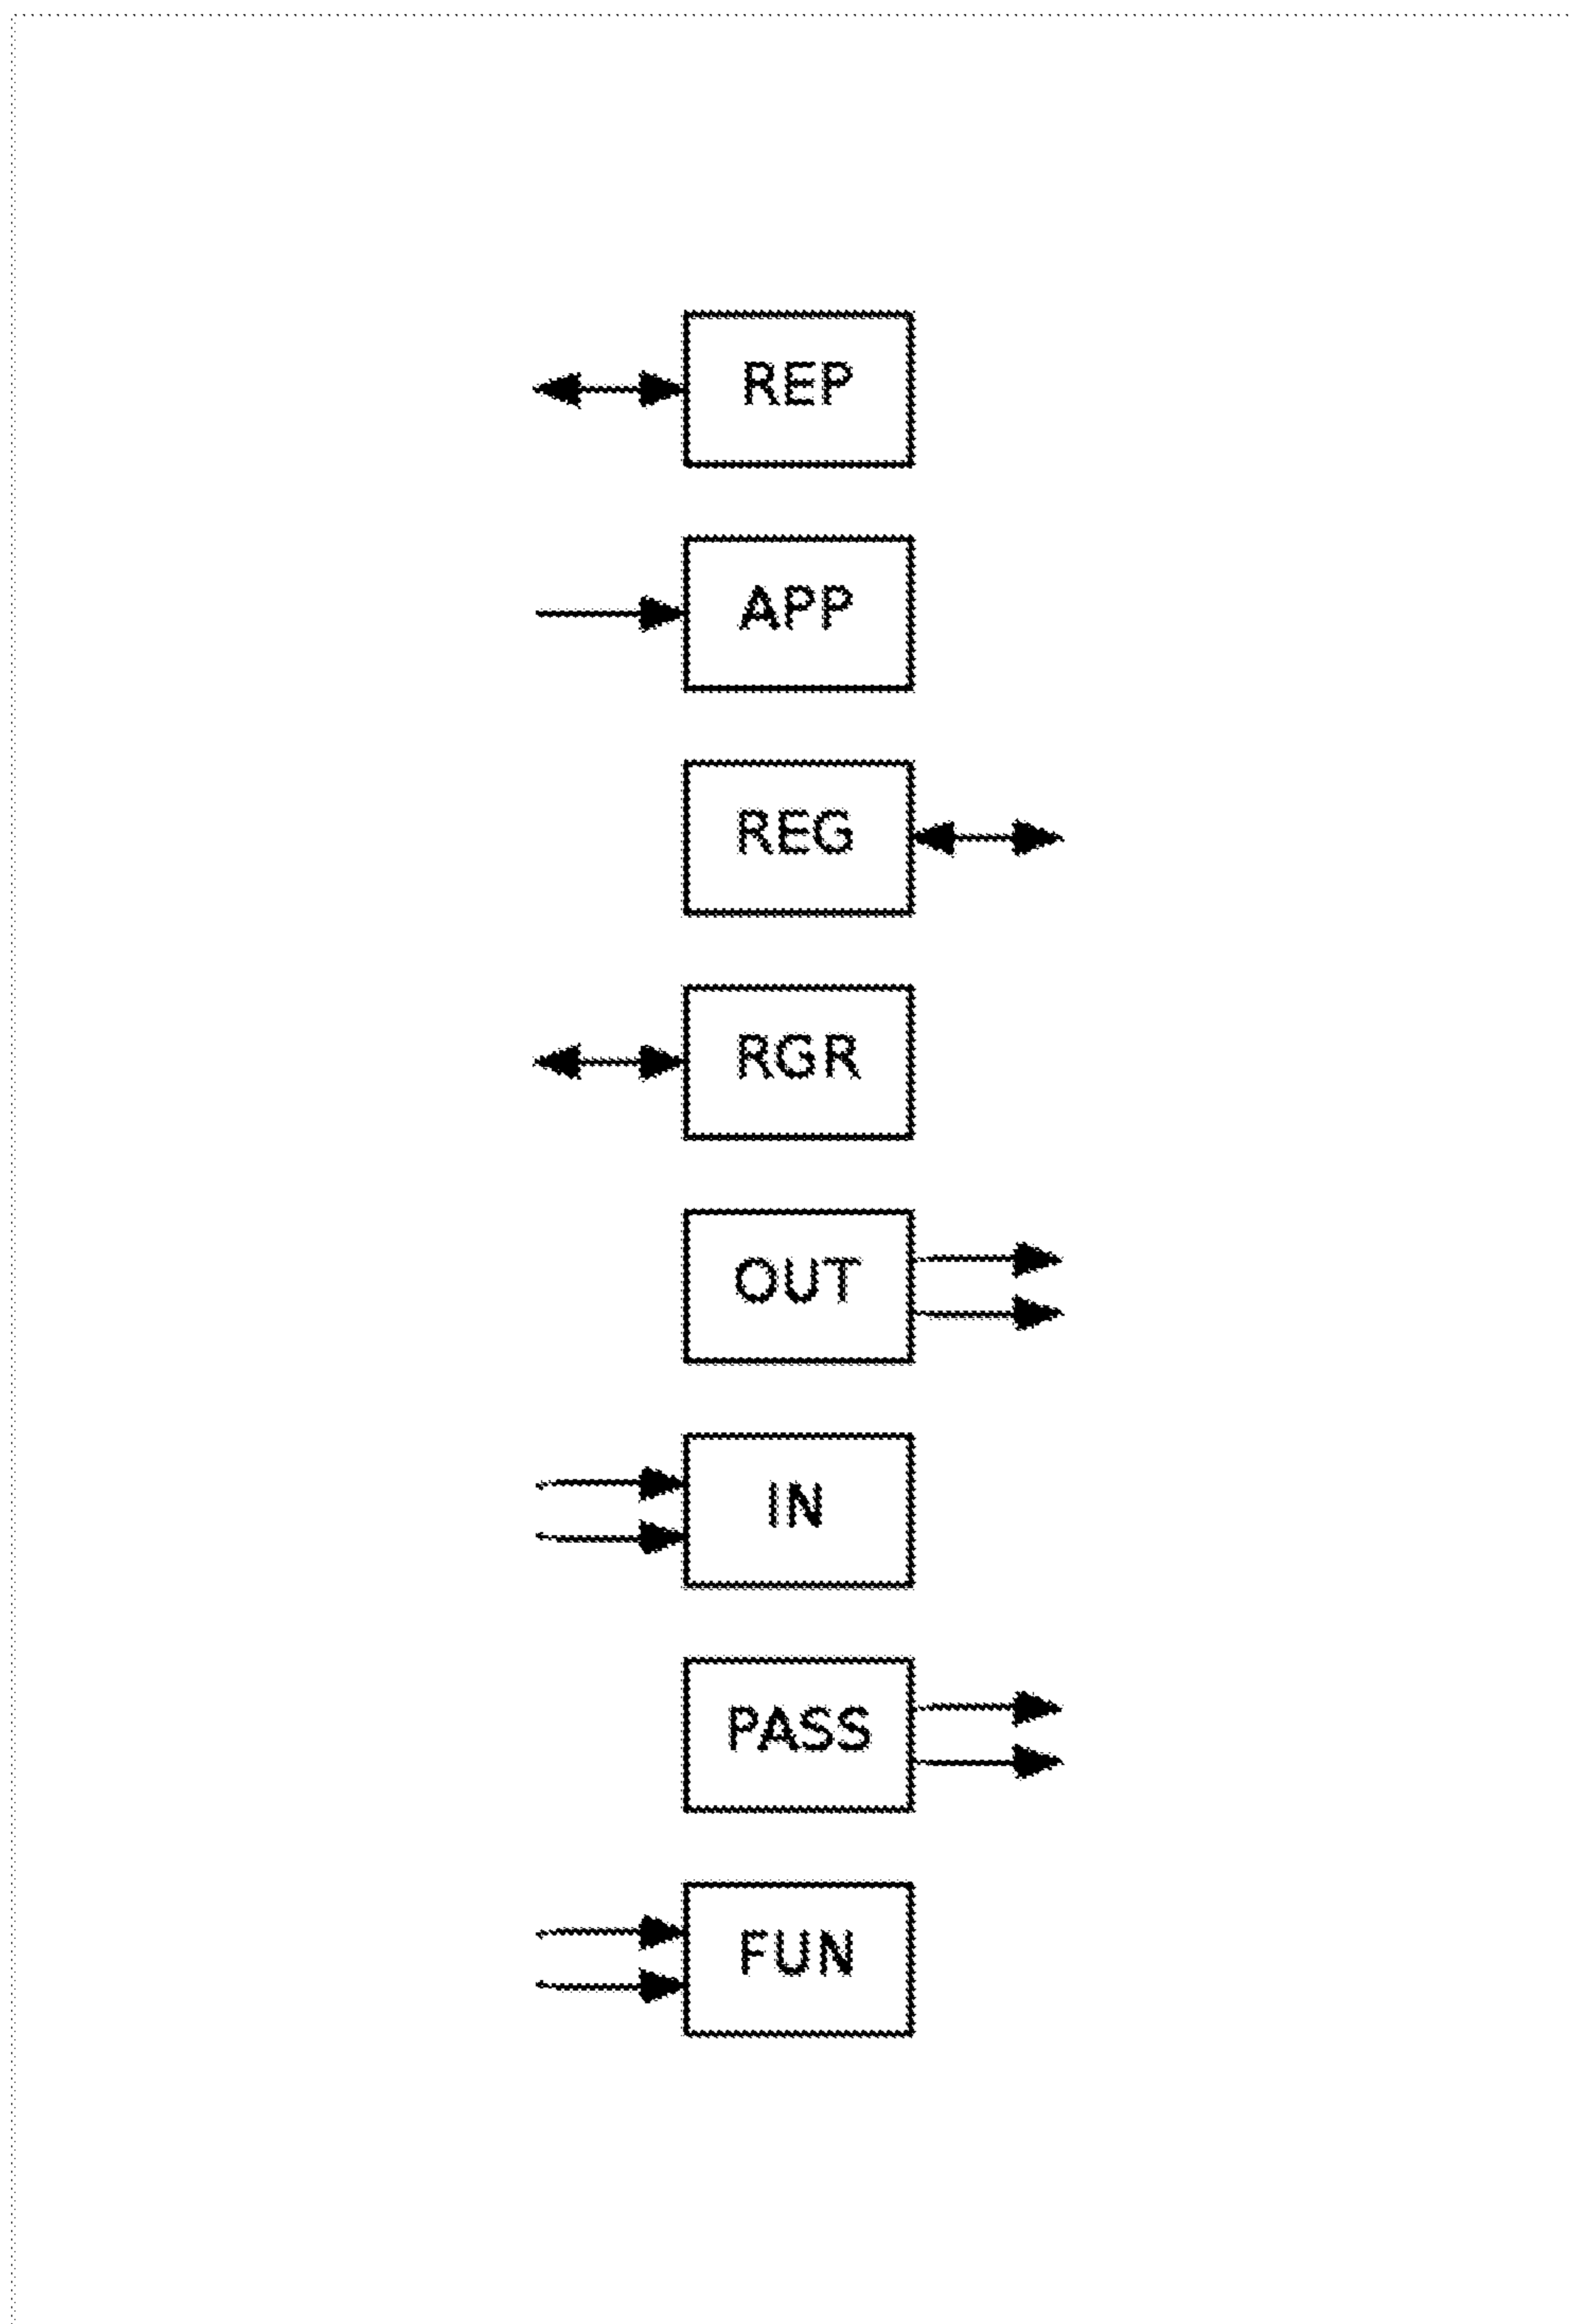 REP
APP
REG
RGR
OUT
IN
PASS
FUN